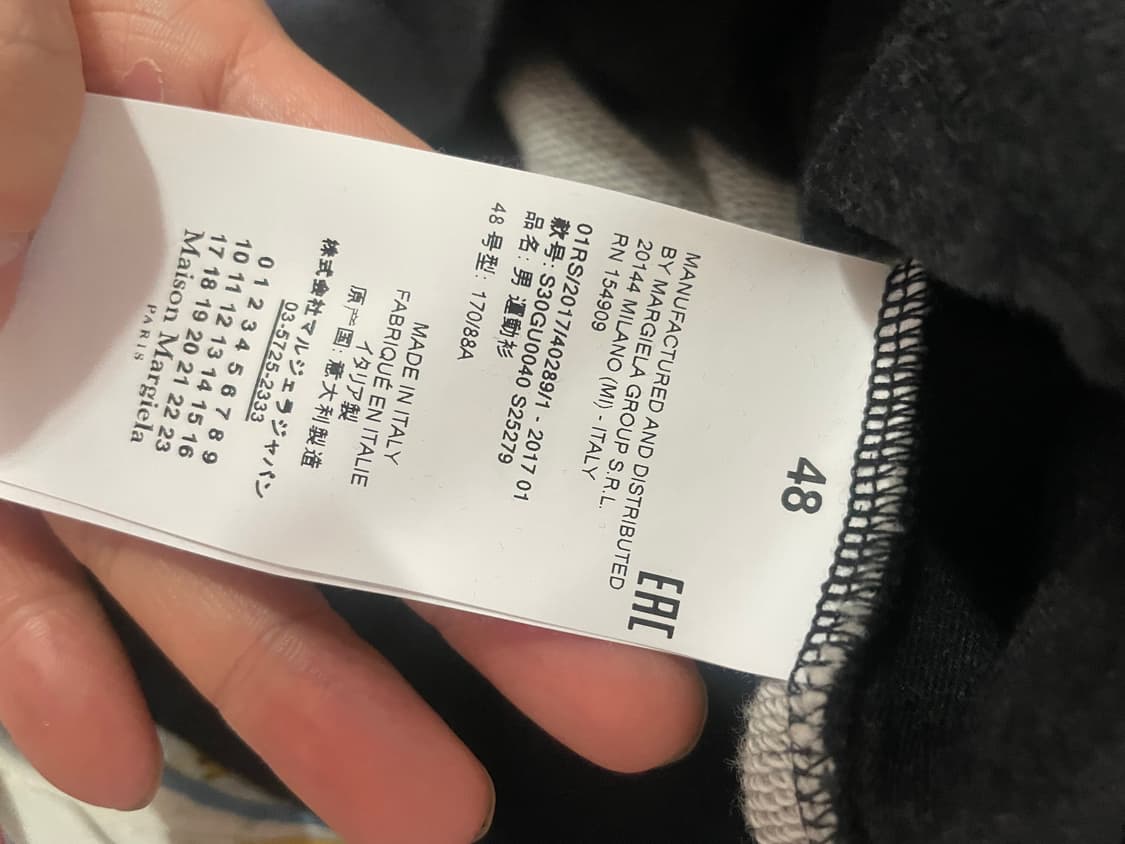 48
EAC
MANUFACTURED AND DISTRIBUTED
BY MARGIELA GROUP S.R.L.
20144 MILANO (MI) - ITALY
RN 154909
01RS/2017/40289/1 - 2017 01
款号: S30GU0040 S25279
品名: 男 運動衫
48 号型: 170/88A
MADE IN ITALY
FABRIQUÉ EN ITALIE
イタリア製
原产国: 意大利製造
株式会社マルジェラジャパン
03-5725-2333
0 1 2 3 4 5 6 7 8 9
10 11 12 13 14 15 16
17 18 19 20 21 22 23
Maison Margiela
PARIS